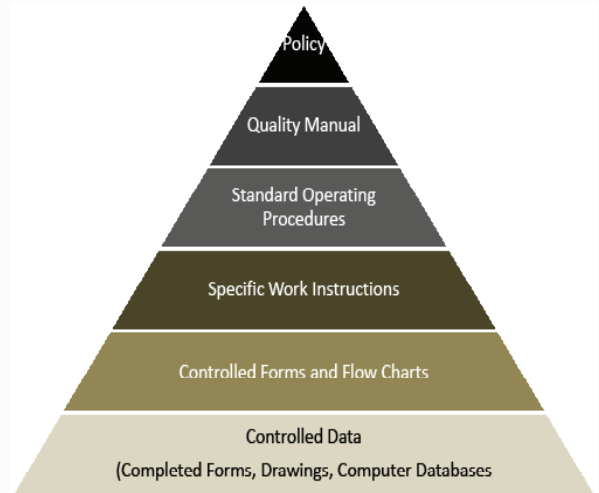 Policy
Quality Manual
Standard Operating
Procedures
Specific Work Instructions
Controlled Forms and Flow Charts
Controlled Data
(Completed Forms, Drawings, Computer Databases